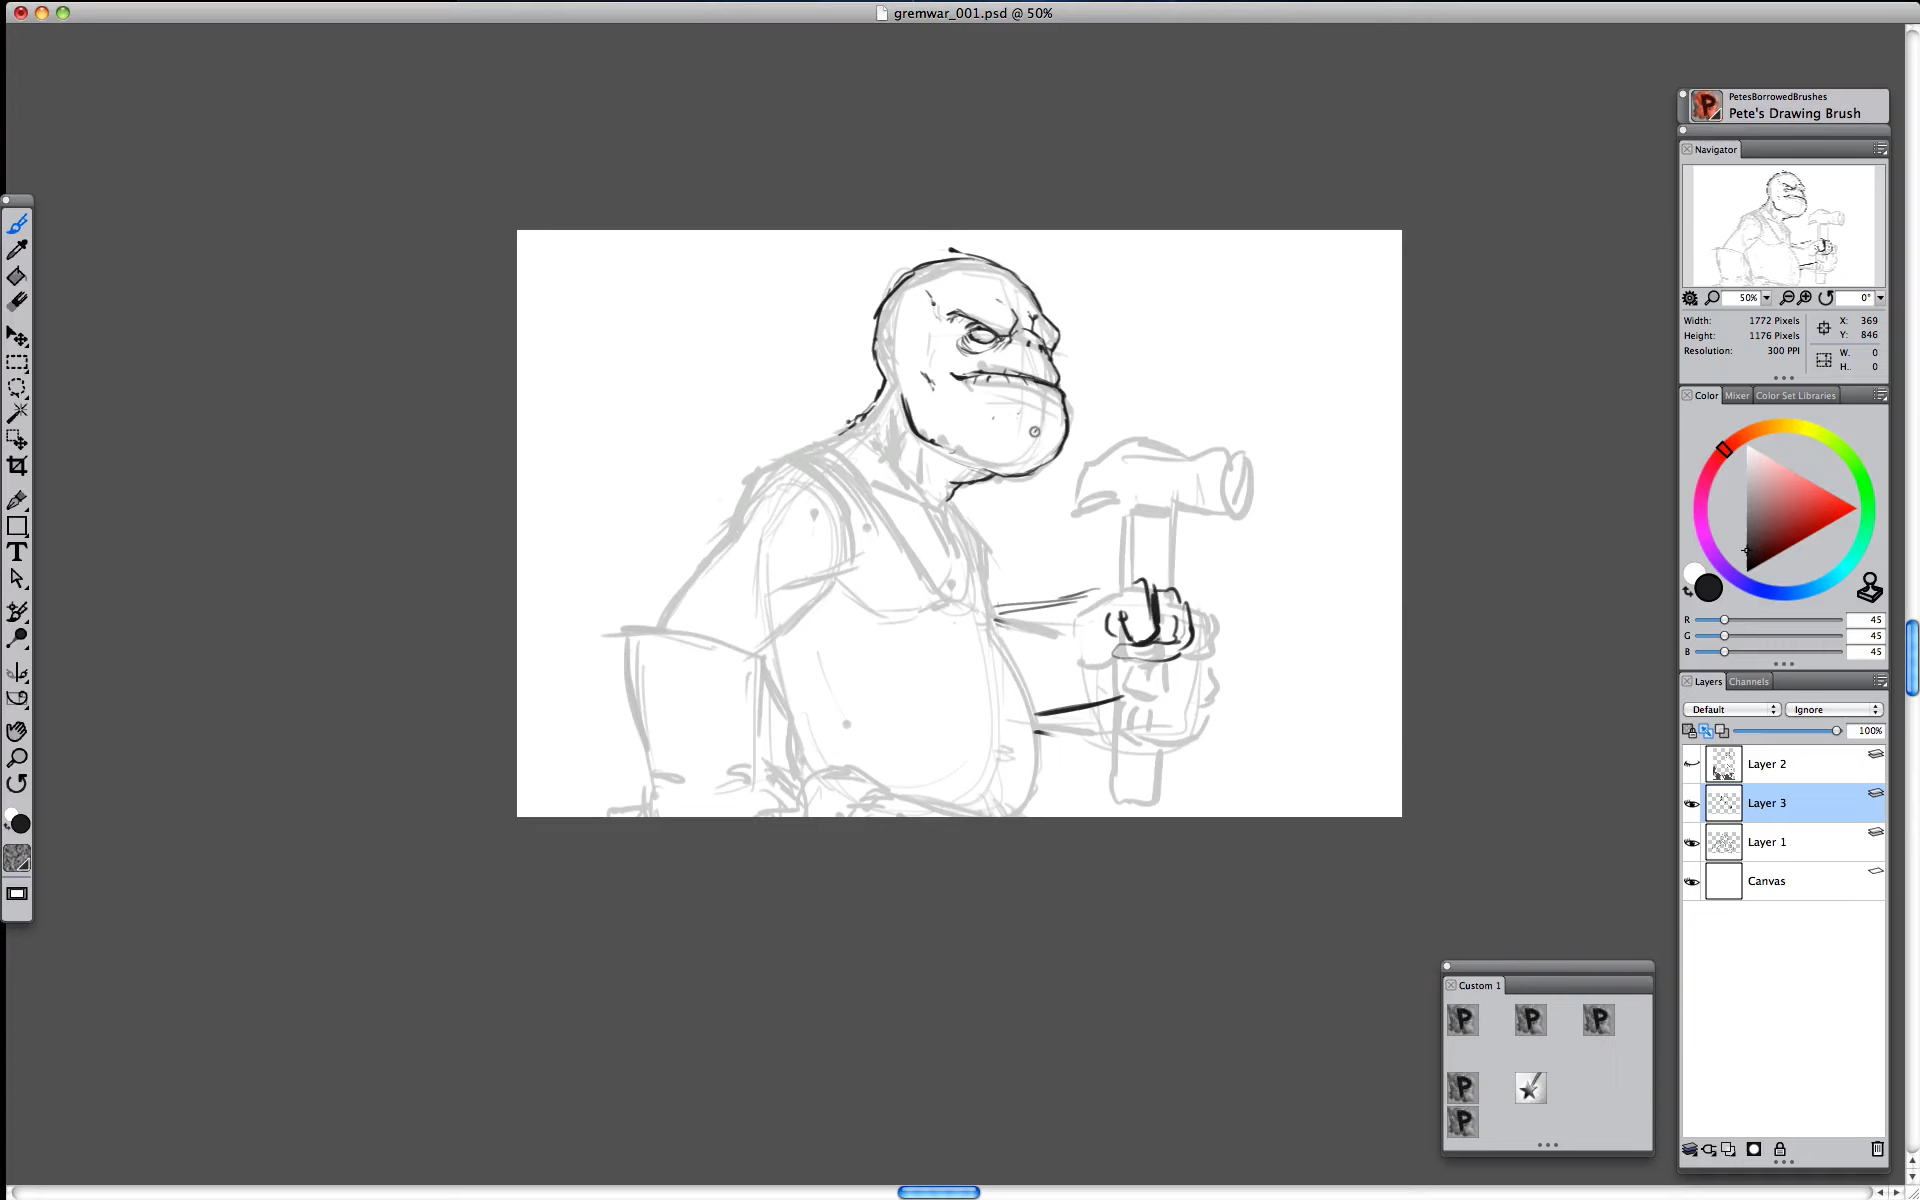 gremwar_001.psd @ 50%
PetesBorrowedBrushes
Pete's Drawing Brush
Navigator
50%
0°
Width: 1772 Pixels X: 369
Height: 1176 Pixels Y: 846
Resolution: 300 PPI W: 0
H: 0
Color Mixer Color Set Libraries
R 45
G 45
B 45
Layers Channels
Default Ignore
100%
Layer 2
Layer 3
Layer 1
Canvas
Custom 1
P P P
P
P
T